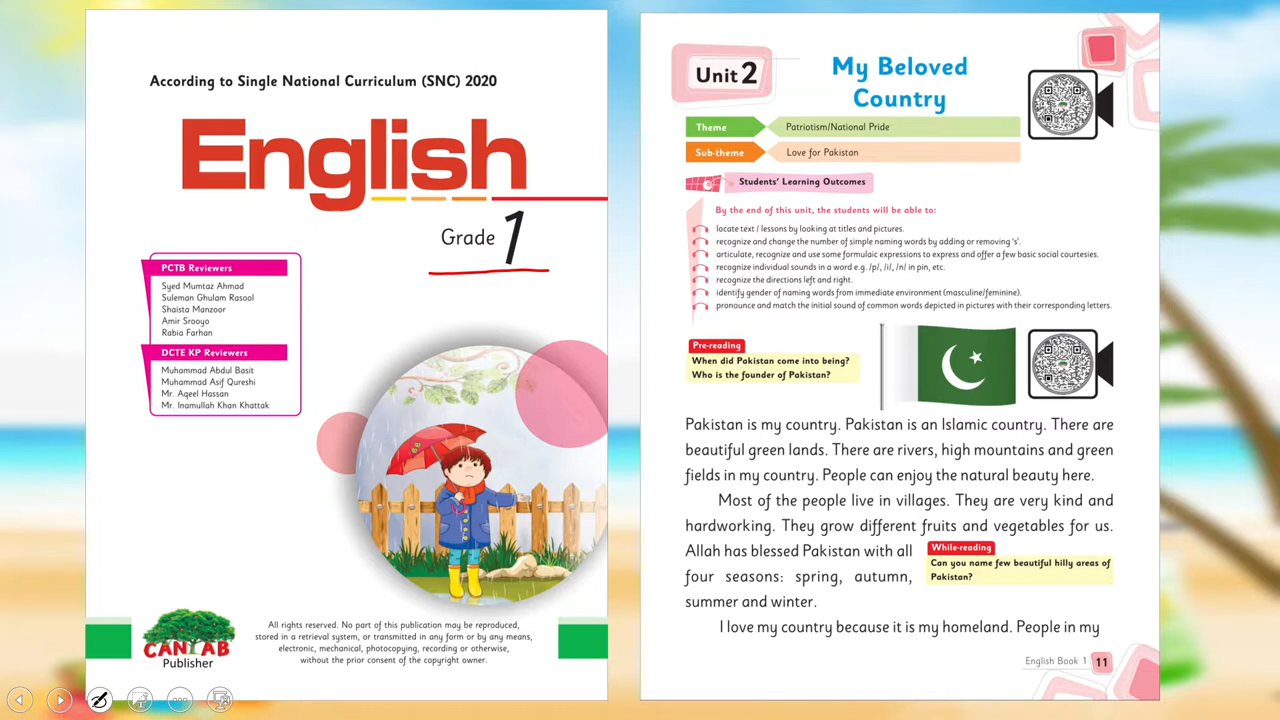 According to Single National Curriculum (SNC) 2020
English
Grade 1
PCTB Reviewers
Syed Mumtaz Ahmad
Suleman Ghulam Rasool
Shaista Manzoor
Amir Srooyo
Rabia Farhan
DCTE KP Reviewers
Muhammad Abdul Basit
Muhammad Asif Qureshi
Mr. Aqeel Hassan
Mr. Inamullah Khan Khattak
CANTAB
Publisher
All rights reserved. No part of this publication may be reproduced,
stored in a retrieval system, or transmitted in any form or by any means,
electronic, mechanical, photocopying, recording or otherwise,
without the prior consent of the copyright owner.
Unit 2
My Beloved
Country
Theme
Patriotism/National Pride
Sub-theme
Love for Pakistan
Students' Learning Outcomes
By the end of this unit, the students will be able to:
locate text / lessons by looking at titles and pictures.
recognize and change the number of simple naming words by adding or removing 's'.
articulate, recognize and use some formulaic expressions to express and offer a few basic social courtesies.
recognize individual sounds in a word e.g. /p/, /i/, /n/ in pin, etc.
recognize the directions left and right.
identify gender of naming words from immediate environment (masculine/feminine).
pronounce and match the initial sound of common words depicted in pictures with their corresponding letters.
Pre-reading
When did Pakistan come into being?
Who is the founder of Pakistan?
Pakistan is my country. Pakistan is an Islamic country. There are
beautiful green lands. There are rivers, high mountains and green
fields in my country. People can enjoy the natural beauty here.
Most of the people live in villages. They are very kind and
hardworking. They grow different fruits and vegetables for us.
Allah has blessed Pakistan with all
four seasons: spring, autumn,
summer and winter.
While-reading
Can you name few beautiful hilly areas of
Pakistan?
I love my country because it is my homeland. People in my
English Book 1 11